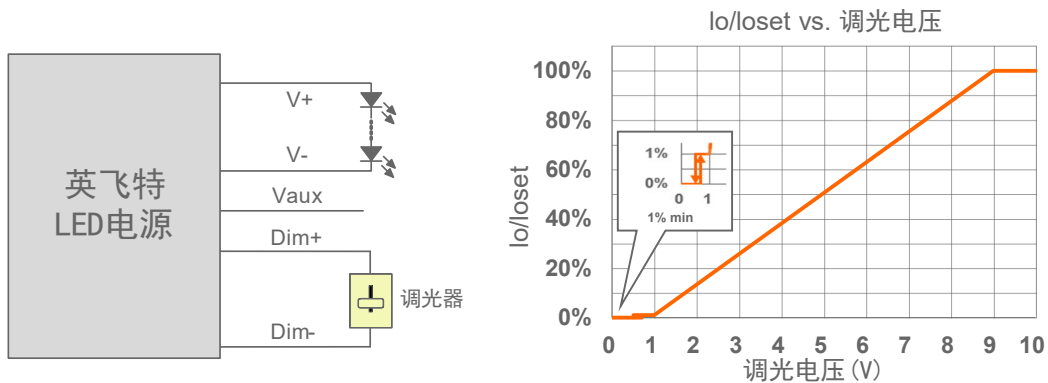 英飞特
LED电源
V+
V-
Vaux
Dim+
Dim-
调光器
Io/Ioset vs. 调光电压
Io/Ioset
100%
80%
60%
40%
20%
0%
1%
0%
0 1
1% min
0 1 2 3 4 5 6 7 8 9 10
调光电压(V)